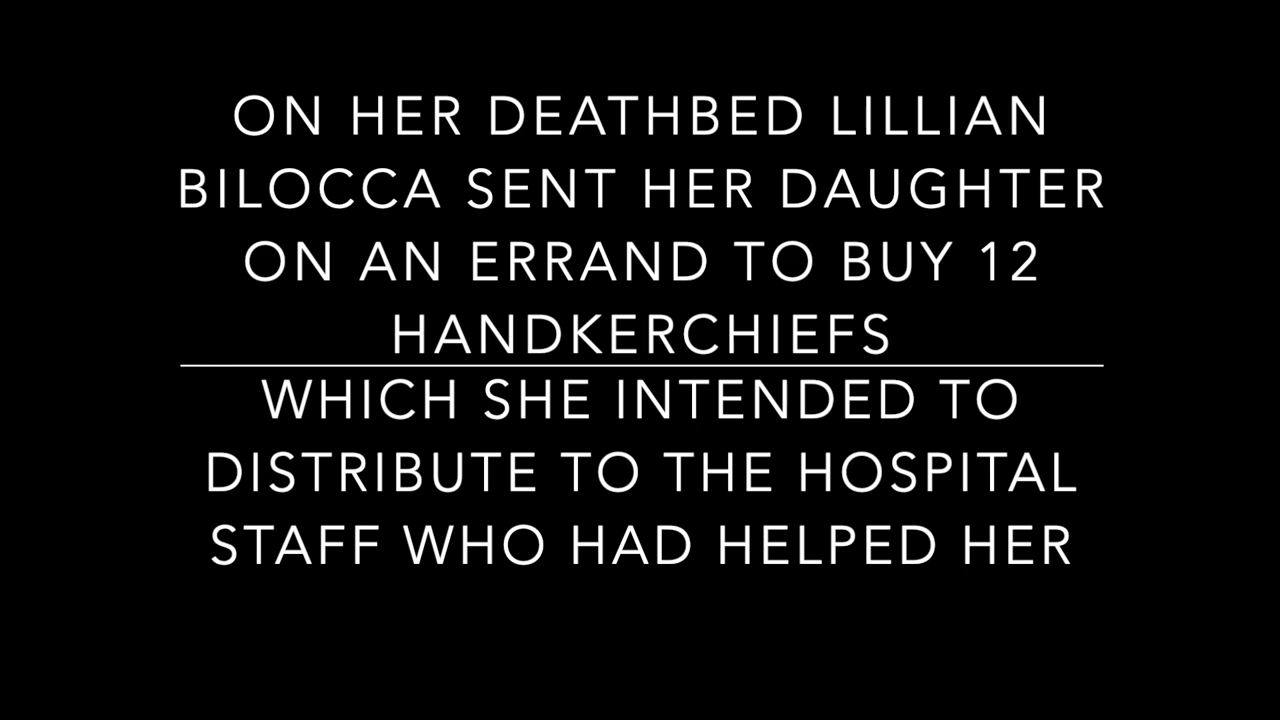 ON HER DEATHBED LILLIAN
BILOCCA SENT HER DAUGHTER
ON AN ERRAND TO BUY 12
HANDKERCHIEFS
WHICH SHE INTENDED TO
DISTRIBUTE TO THE HOSPITAL
STAFF WHO HAD HELPED HER